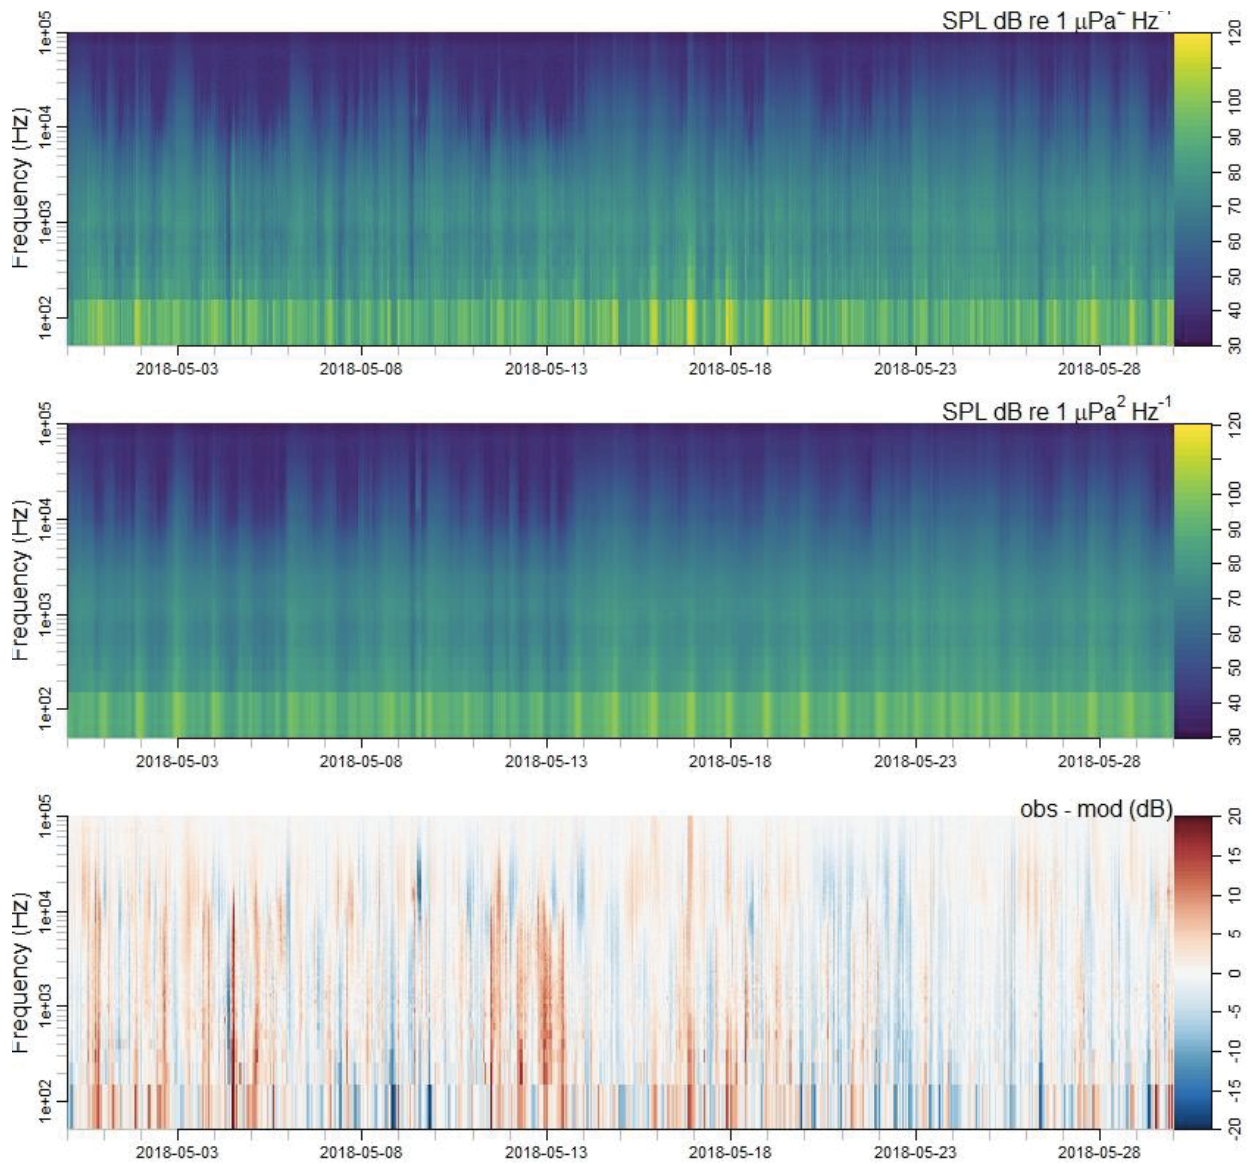 SPL dB re 1 μPa² Hz⁻¹
Frequency (Hz)
1e+05
1e+04
1e+03
1e+02
120
100
90
80
70
60
50
40
30
2018-05-03 2018-05-08 2018-05-13 2018-05-18 2018-05-23 2018-05-28
SPL dB re 1 μPa² Hz⁻¹
Frequency (Hz)
1e+05
1e+04
1e+03
1e+02
120
100
90
80
70
60
50
40
30
2018-05-03 2018-05-08 2018-05-13 2018-05-18 2018-05-23 2018-05-28
obs - mod (dB)
Frequency (Hz)
1e+05
1e+04
1e+03
1e+02
20
15
10
5
0
-5
-10
-15
-20
2018-05-03 2018-05-08 2018-05-13 2018-05-18 2018-05-23 2018-05-28